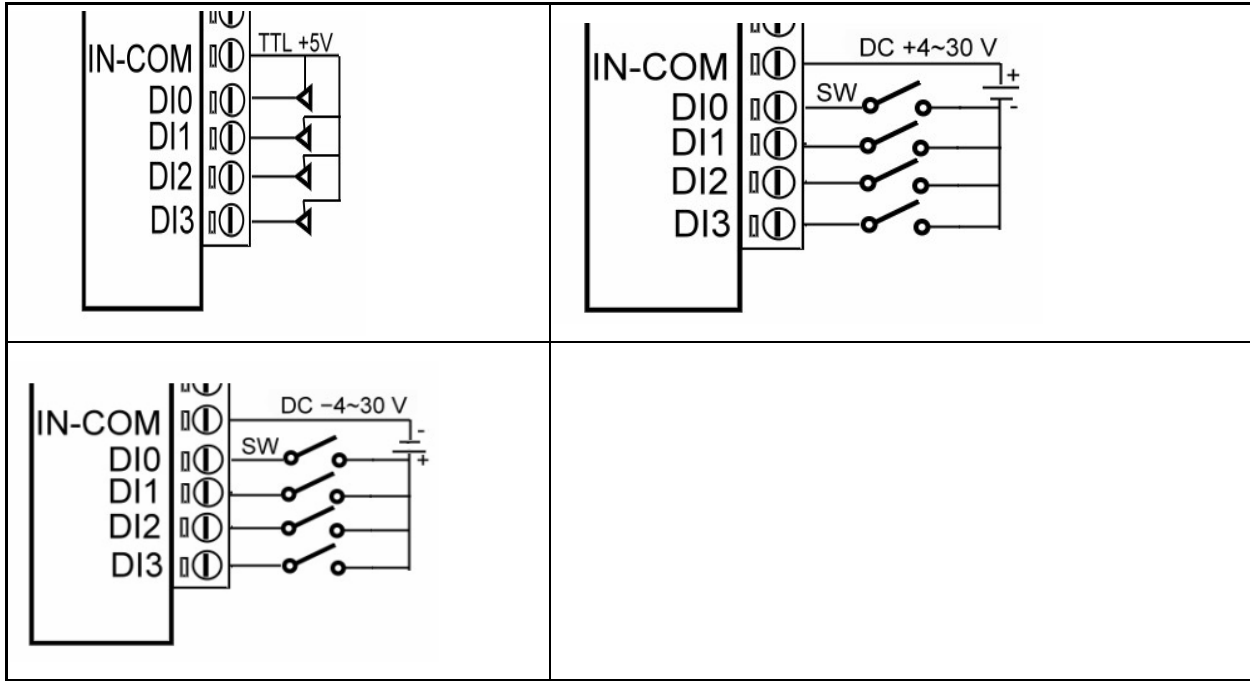 TTL +5V
IN-COM
DI0
DI1
DI2
DI3
DC +4~30 V
IN-COM
+
SW
DI0
-
DI1
DI2
DI3
DC −4~30 V
IN-COM
-
SW
DI0
+
DI1
DI2
DI3